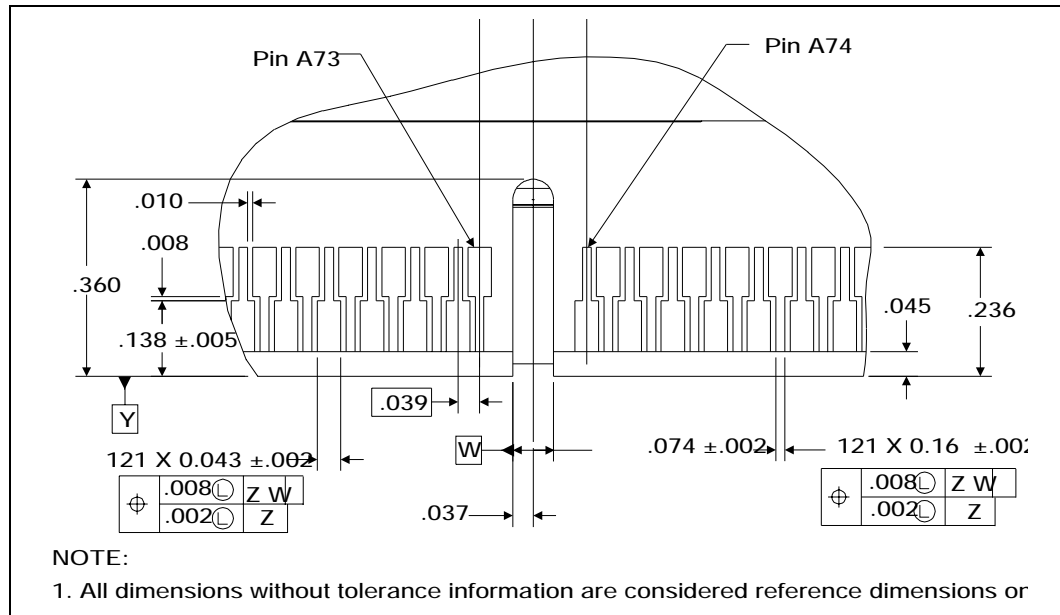 Pin A73
Pin A74
.010
.008
.360
.138 ±.005
.045
.236
Y
.039
W
.074 ±.002
121 X 0.043 ±.002
121 X 0.16 ±.002
.008 Ⓛ Z W
.002 Ⓛ Z
.008 Ⓛ Z W
.002 Ⓛ Z
.037
NOTE:
1. All dimensions without tolerance information are considered reference dimensions